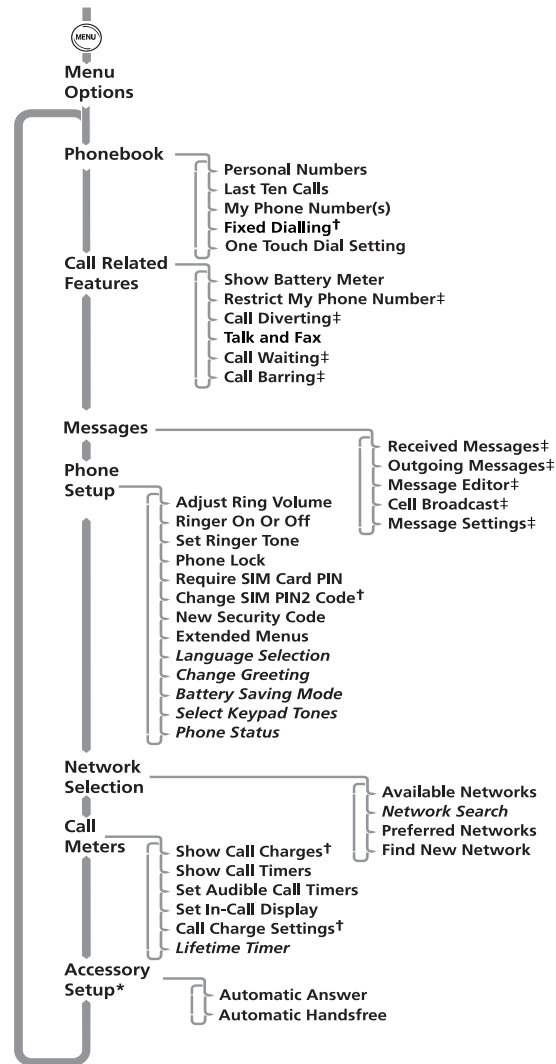 MENU
Menu
Options
Phonebook
Personal Numbers
Last Ten Calls
My Phone Number(s)
Fixed Dialling†
One Touch Dial Setting
Call Related
Features
Show Battery Meter
Restrict My Phone Number‡
Call Diverting‡
Talk and Fax
Call Waiting‡
Call Barring‡
Messages
Received Messages‡
Outgoing Messages‡
Message Editor‡
Cell Broadcast‡
Message Settings‡
Phone
Setup
Adjust Ring Volume
Ringer On Or Off
Set Ringer Tone
Phone Lock
Require SIM Card PIN
Change SIM PIN2 Code†
New Security Code
Extended Menus
Language Selection
Change Greeting
Battery Saving Mode
Select Keypad Tones
Phone Status
Network
Selection
Available Networks
Network Search
Preferred Networks
Find New Network
Call
Meters
Show Call Charges†
Show Call Timers
Set Audible Call Timers
Set In-Call Display
Call Charge Settings†
Lifetime Timer
Accessory
Setup*
Automatic Answer
Automatic Handsfree